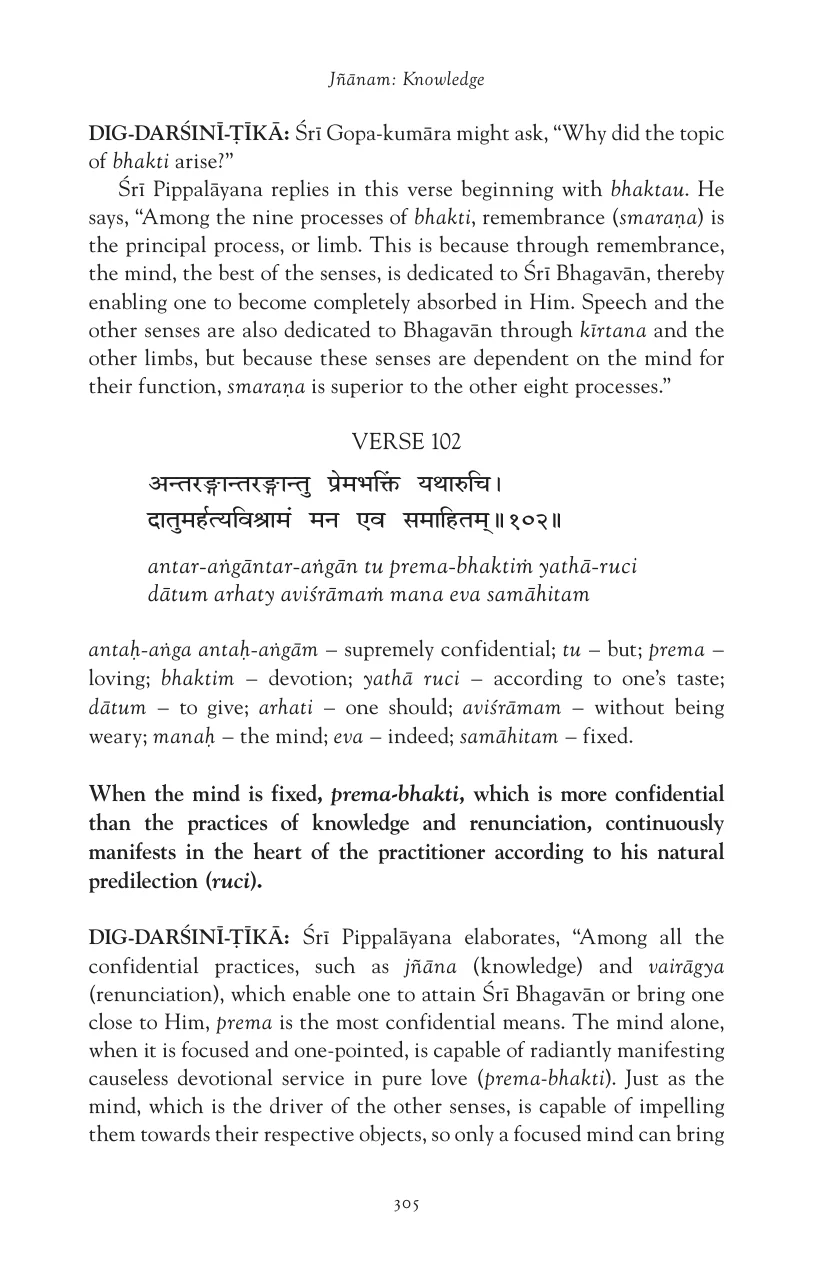 Jñānam: Knowledge
DIG-DARŚINĪ-ṬĪKĀ: Śrī Gopa-kumāra might ask, “Why did the topic
of bhakti arise?”
Śrī Pippalāyana replies in this verse beginning with bhaktau. He
says, “Among the nine processes of bhakti, remembrance (smaraṇa) is
the principal process, or limb. This is because through remembrance,
the mind, the best of the senses, is dedicated to Śrī Bhagavān, thereby
enabling one to become completely absorbed in Him. Speech and the
other senses are also dedicated to Bhagavān through kīrtana and the
other limbs, but because these senses are dependent on the mind for
their function, smaraṇa is superior to the other eight processes.”
VERSE 102
अन्तरङ्गान्तरङ्गान्तु प्रेमभक्तिं यथारुचि।
दातुमर्हत्यविश्रामं मन एव समाहितम्॥१०२॥
antar-aṅgāntar-aṅgān tu prema-bhaktiṁ yathā-ruci
dātum arhaty aviśrāmaṁ mana eva samāhitam
antaḥ-aṅga antaḥ-aṅgām – supremely confidential; tu – but; prema –
loving; bhaktim – devotion; yathā ruci – according to one’s taste;
dātum – to give; arhati – one should; aviśrāmam – without being
weary; manaḥ – the mind; eva – indeed; samāhitam – fixed.
When the mind is fixed, prema-bhakti, which is more confidential
than the practices of knowledge and renunciation, continuously
manifests in the heart of the practitioner according to his natural
predilection (ruci).
DIG-DARŚINĪ-ṬĪKĀ: Śrī Pippalāyana elaborates, “Among all the
confidential practices, such as jñāna (knowledge) and vairāgya
(renunciation), which enable one to attain Śrī Bhagavān or bring one
close to Him, prema is the most confidential means. The mind alone,
when it is focused and one-pointed, is capable of radiantly manifesting
causeless devotional service in pure love (prema-bhakti). Just as the
mind, which is the driver of the other senses, is capable of impelling
them towards their respective objects, so only a focused mind can bring
305